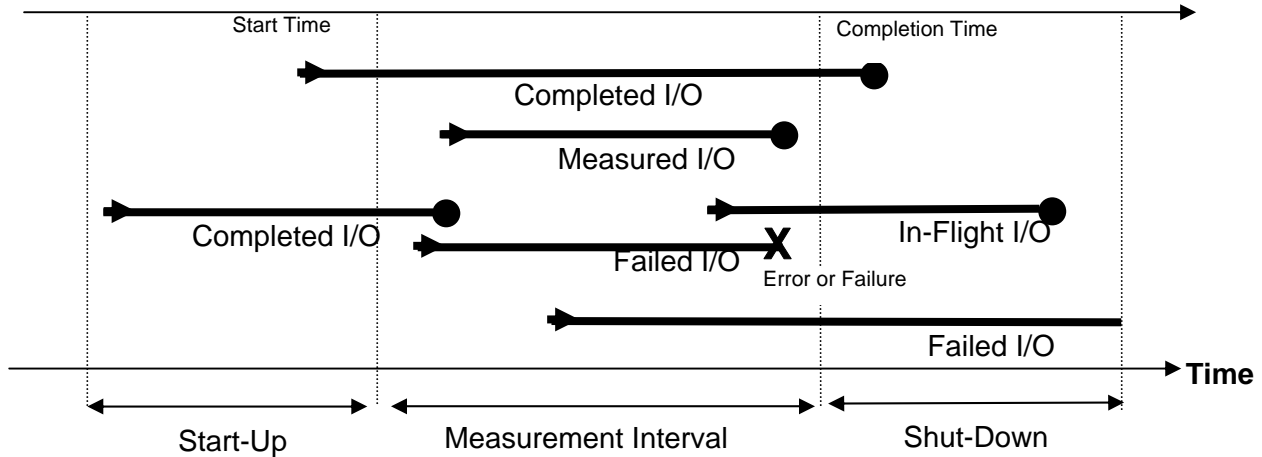 Start Time
Completion Time
Completed I/O
Measured I/O
Completed I/O
In-Flight I/O
Failed I/O
X
Error or Failure
Failed I/O
Time
Start-Up
Measurement Interval
Shut-Down